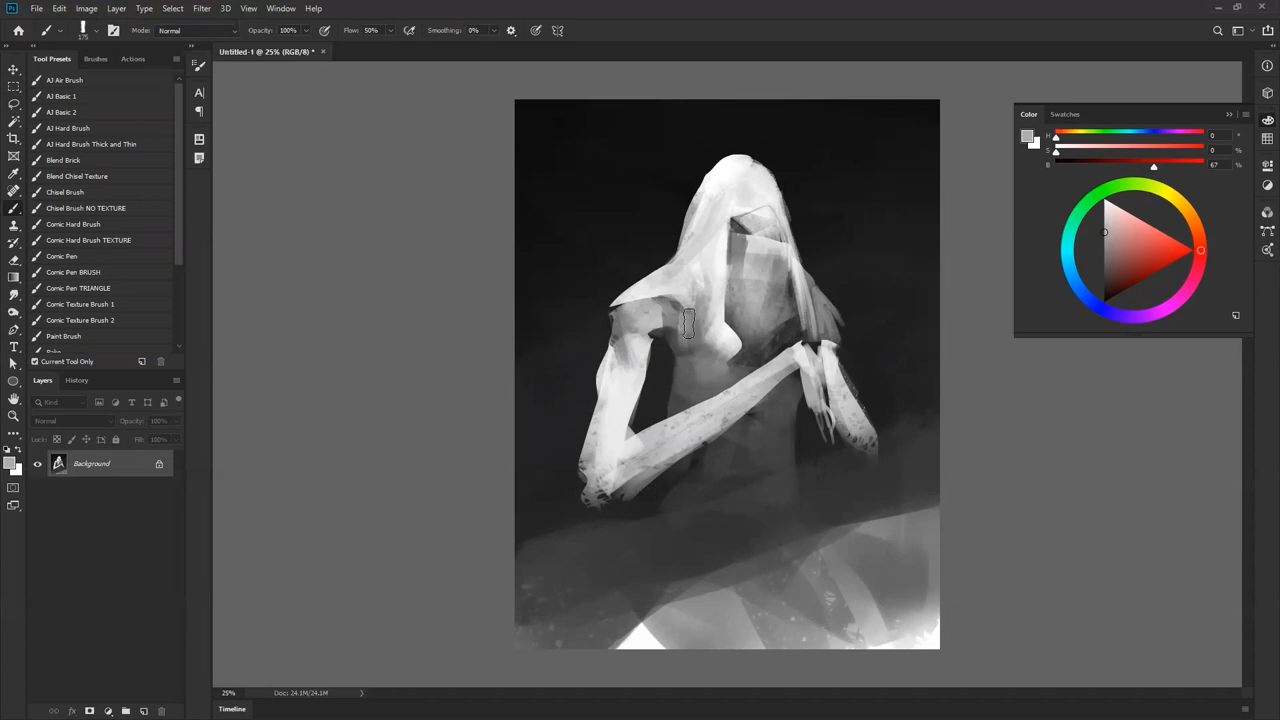 Ps File Edit Image Layer Type Select Filter 3D View Window Help
175 Mode: Normal Opacity: 100% Flow: 50% Smoothing: 0%
Untitled-1 @ 25% (RGB/8) *
Tool Presets Brushes Actions
AJ Air Brush
AJ Basic 1
AJ Basic 2
AJ Hard Brush
AJ Hard Brush Thick and Thin
Blend Brick
Blend Chisel Texture
Chisel Brush
Chisel Brush NO TEXTURE
Comic Hard Brush
Comic Hard Brush TEXTURE
Comic Pen
Comic Pen BRUSH
Comic Pen TRIANGLE
Comic Texture Brush 1
Comic Texture Brush 2
Paint Brush
Current Tool Only
Layers History
Kind
Normal Opacity: 100%
Lock: Fill: 100%
Background
Color Swatches
H 0 °
S 0 %
B 67 %
25% Doc: 24.1M/24.1M
Timeline